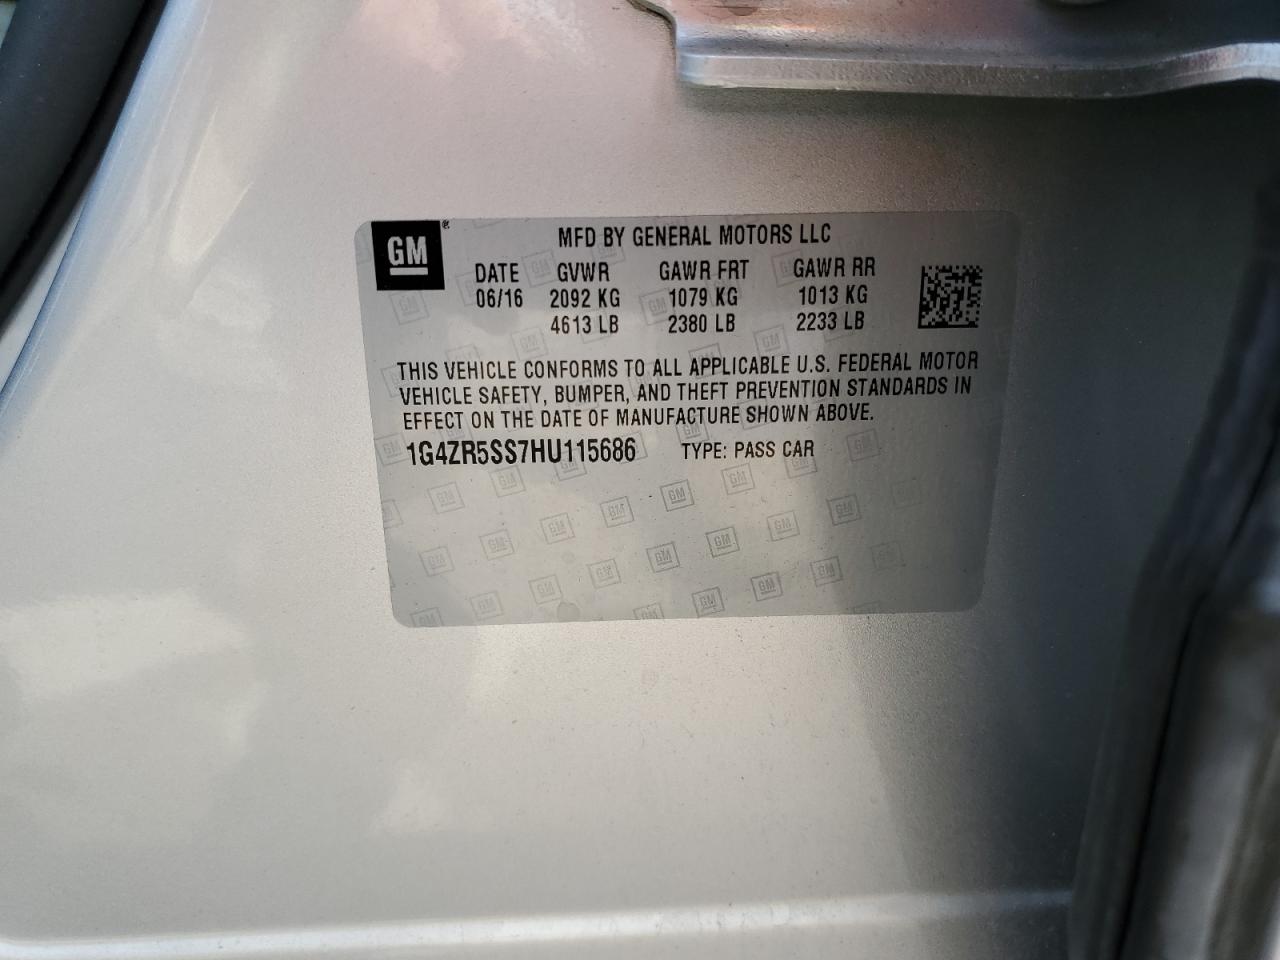 GM®
MFD BY GENERAL MOTORS LLC
DATE GVWR GAWR FRT GAWR RR
06/16 2092 KG 1079 KG 1013 KG
4613 LB 2380 LB 2233 LB
THIS VEHICLE CONFORMS TO ALL APPLICABLE U.S. FEDERAL MOTOR
VEHICLE SAFETY, BUMPER, AND THEFT PREVENTION STANDARDS IN
EFFECT ON THE DATE OF MANUFACTURE SHOWN ABOVE.
1G4ZR5SS7HU115686 TYPE: PASS CAR